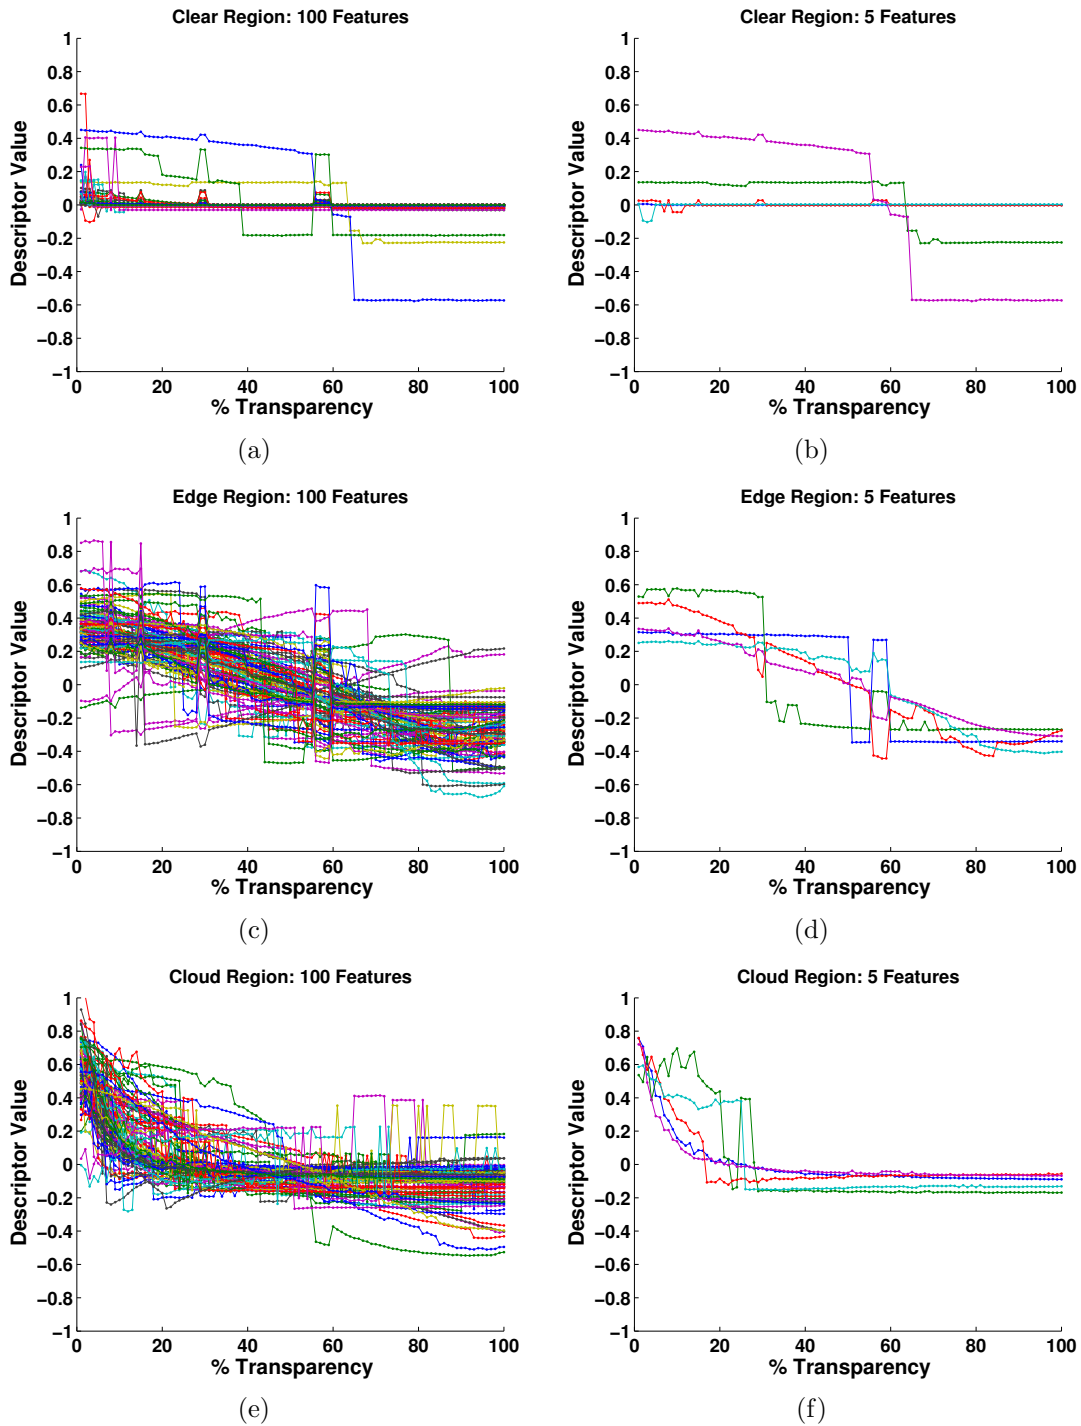 Clear Region: 100 Features
1
0.8
0.6
0.4
0.2
0
−0.2
−0.4
−0.6
−0.8
−1
Descriptor Value
0 20 40 60 80 100
% Transparency
(a)
Clear Region: 5 Features
1
0.8
0.6
0.4
0.2
0
−0.2
−0.4
−0.6
−0.8
−1
Descriptor Value
0 20 40 60 80 100
% Transparency
(b)
Edge Region: 100 Features
1
0.8
0.6
0.4
0.2
0
−0.2
−0.4
−0.6
−0.8
−1
Descriptor Value
0 20 40 60 80 100
% Transparency
(c)
Edge Region: 5 Features
1
0.8
0.6
0.4
0.2
0
−0.2
−0.4
−0.6
−0.8
−1
Descriptor Value
0 20 40 60 80 100
% Transparency
(d)
Cloud Region: 100 Features
1
0.8
0.6
0.4
0.2
0
−0.2
−0.4
−0.6
−0.8
−1
Descriptor Value
0 20 40 60 80 100
% Transparency
(e)
Cloud Region: 5 Features
1
0.8
0.6
0.4
0.2
0
−0.2
−0.4
−0.6
−0.8
−1
Descriptor Value
0 20 40 60 80 100
% Transparency
(f)